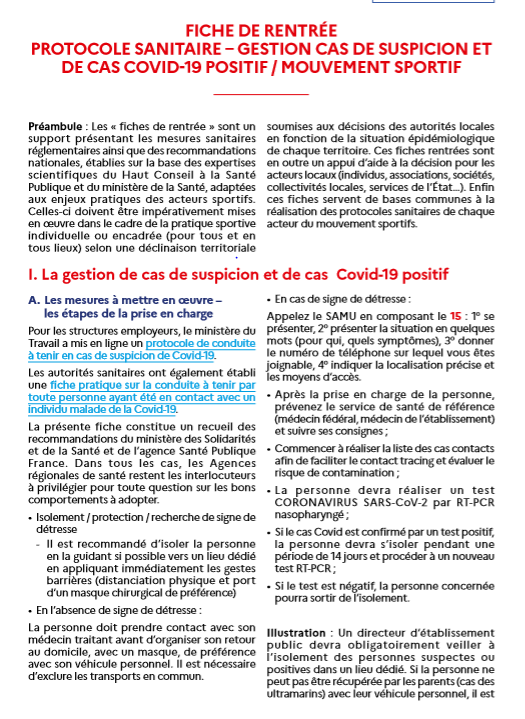 FICHE DE RENTRÉE
PROTOCOLE SANITAIRE – GESTION CAS DE SUSPICION ET
DE CAS COVID-19 POSITIF / MOUVEMENT SPORTIF
Préambule : Les « fiches de rentrée » sont un
support présentant les mesures sanitaires
réglementaires ainsi que des recommandations
nationales, établies sur la base des expertises
scientifiques du Haut Conseil à la Santé
Publique et du ministère de la Santé, adaptées
aux enjeux pratiques des acteurs sportifs.
Celles-ci doivent être impérativement mises
en œuvre dans le cadre de la pratique sportive
individuelle ou encadrée (pour tous et en
tous lieux) selon une déclinaison territoriale
soumises aux décisions des autorités locales
en fonction de la situation épidémiologique
de chaque territoire. Ces fiches rentrées sont
en outre un appui d'aide à la décision pour les
acteurs locaux (individus, associations, sociétés,
collectivités locales, services de l'État...). Enfin
ces fiches servent de bases communes à la
réalisation des protocoles sanitaires de chaque
acteur du mouvement sportifs.
I. La gestion de cas de suspicion et de cas Covid-19 positif
A. Les mesures à mettre en œuvre –
les étapes de la prise en charge
Pour les structures employeurs, le ministère du
Travail a mis en ligne un protocole de conduite
à tenir en cas de suspicion de Covid-19.
Les autorités sanitaires ont également établi
une fiche pratique sur la conduite à tenir par
toute personne ayant été en contact avec un
individu malade de la Covid-19.
La présente fiche constitue un recueil des
recommandations du ministère des Solidarités
et de la Santé et de l'agence Santé Publique
France. Dans tous les cas, les Agences
régionales de santé restent les interlocuteurs
à privilégier pour toute question sur les bons
comportements à adopter.
• Isolement / protection / recherche de signe de
détresse
- Il est recommandé d'isoler la personne
en la guidant si possible vers un lieu dédié
en appliquant immédiatement les gestes
barrières (distanciation physique et port
d'un masque chirurgical de préférence)
• En l'absence de signe de détresse :
La personne doit prendre contact avec son
médecin traitant avant d'organiser son retour
au domicile, avec un masque, de préférence
avec son véhicule personnel. Il est nécessaire
d'exclure les transports en commun.
• En cas de signe de détresse :
Appelez le SAMU en composant le 15 : 1° se
présenter, 2° présenter la situation en quelques
mots (pour qui, quels symptômes), 3° donner
le numéro de téléphone sur lequel vous êtes
joignable, 4° indiquer la localisation précise et
les moyens d'accès.
• Après la prise en charge de la personne,
prévenez le service de santé de référence
(médecin fédéral, médecin de l'établissement)
et suivre ses consignes ;
• Commencer à réaliser la liste des cas contacts
afin de faciliter le contact tracing et évaluer le
risque de contamination ;
• La personne devra réaliser un test
CORONAVIRUS SARS-CoV-2 par RT-PCR
nasopharyngé ;
• Si le cas Covid est confirmé par un test positif,
la personne devra s'isoler pendant une
période de 14 jours et procéder à un nouveau
test RT-PCR ;
• Si le test est négatif, la personne concernée
pourra sortir de l'isolement.
Illustration : Un directeur d'établissement
public devra obligatoirement veiller à
l'isolement des personnes suspectes ou
positives dans un lieu dédié. Si la personne ne
peut pas être récupérée par les parents (cas des
ultramarins) avec leur véhicule personnel, il est